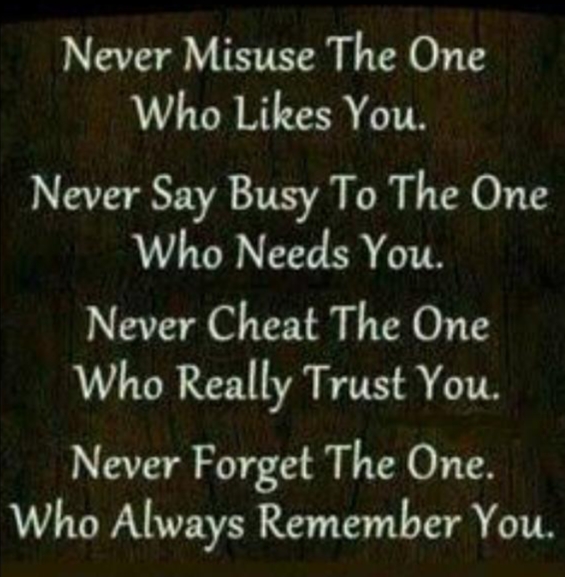 Never Misuse The One
Who Likes You.
Never Say Busy To The One
Who Needs You.
Never Cheat The One
Who Really Trust You.
Never Forget The One.
Who Always Remember You.